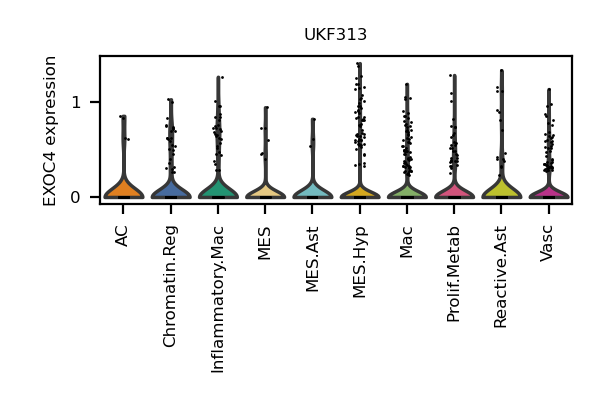 UKF313
EXOC4 expression
1
0
AC
Chromatin.Reg
Inflammatory.Mac
MES
MES.Ast
MES.Hyp
Mac
Prolif.Metab
Reactive.Ast
Vasc